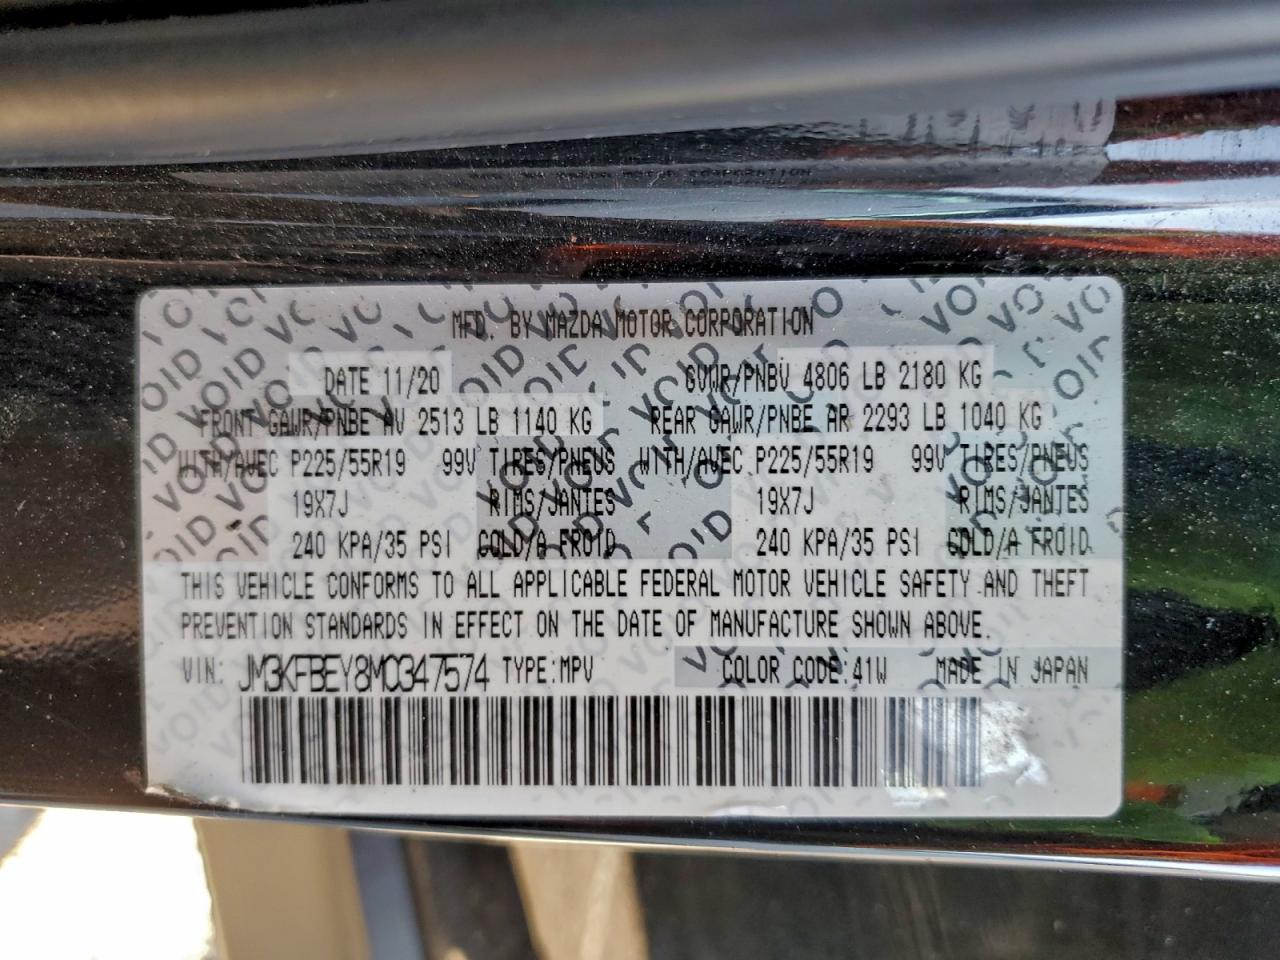 MFD. BY MAZDA MOTOR CORPORATION
DATE 11/20 GVWR/PNBV 4806 LB 2180 KG
FRONT GAWR/PNBE AV 2513 LB 1140 KG REAR GAWR/PNBE AR 2293 LB 1040 KG
WITH/AVEC P225/55R19 99V TIRES/PNEUS WITH/AVEC P225/55R19 99V TIRES/PNEUS
19X7J RIMS/JANTES 19X7J RIMS/JANTES
240 KPA/35 PSI COLD/A FROID 240 KPA/35 PSI COLD/A FROID
THIS VEHICLE CONFORMS TO ALL APPLICABLE FEDERAL MOTOR VEHICLE SAFETY AND THEFT
PREVENTION STANDARDS IN EFFECT ON THE DATE OF MANUFACTURE SHOWN ABOVE.
VIN: JM3KFBEY8M0347574 TYPE:MPV COLOR CODE:41W MADE IN JAPAN